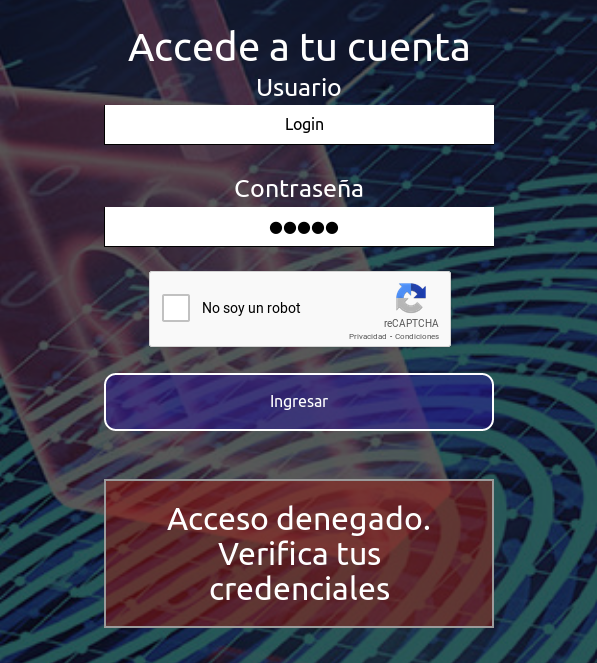 Accede a tu cuenta
Usuario
Login
Contraseña
●●●●●
No soy un robot
reCAPTCHA
Privacidad - Condiciones
Ingresar
Acceso denegado.
Verifica tus
credenciales